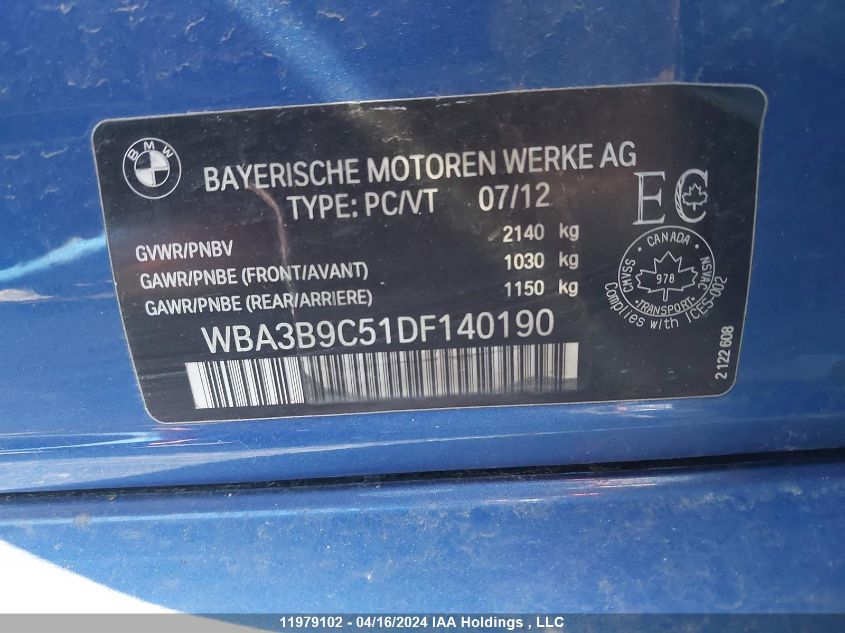 BMW
BAYERISCHE MOTOREN WERKE AG
TYPE: PC/VT 07/12
EC
GVWR/PNBV 2140 kg
GAWR/PNBE (FRONT/AVANT) 1030 kg
GAWR/PNBE (REAR/ARRIERE) 1150 kg
CANADA
CMVSS 978 NSVAC
TRANSPORT
Complies with ICES-002
WBA3B9C51DF140190
2 122 608
11979102 - 04/16/2024 IAA Holdings , LLC